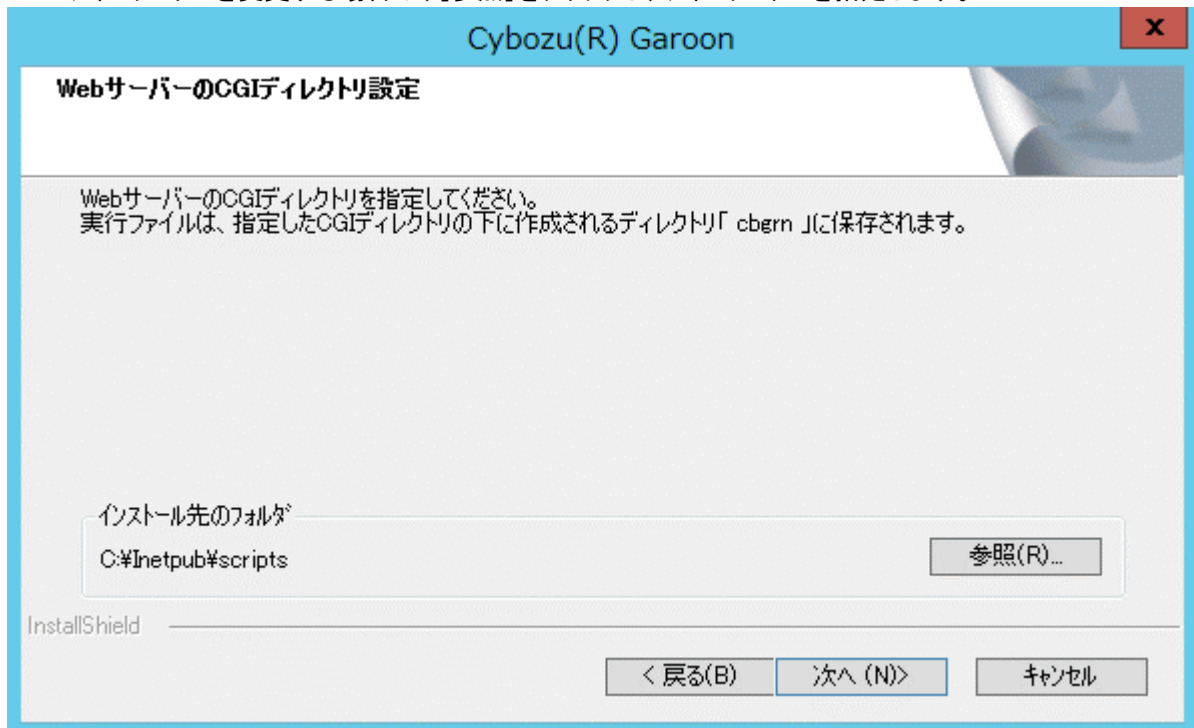 Cybozu(R) Garoon
x
WebサーバーのCGIディレクトリ設定
WebサーバーのCGIディレクトリを指定してください。
実行ファイルは、指定したCGIディレクトリの下に作成されるディレクトリ「 cbgrn 」に保存されます。
インストール先のフォルダ
C:¥Inetpub¥scripts
参照(R)...
InstallShield
< 戻る(B)
次へ (N)>
キャンセル